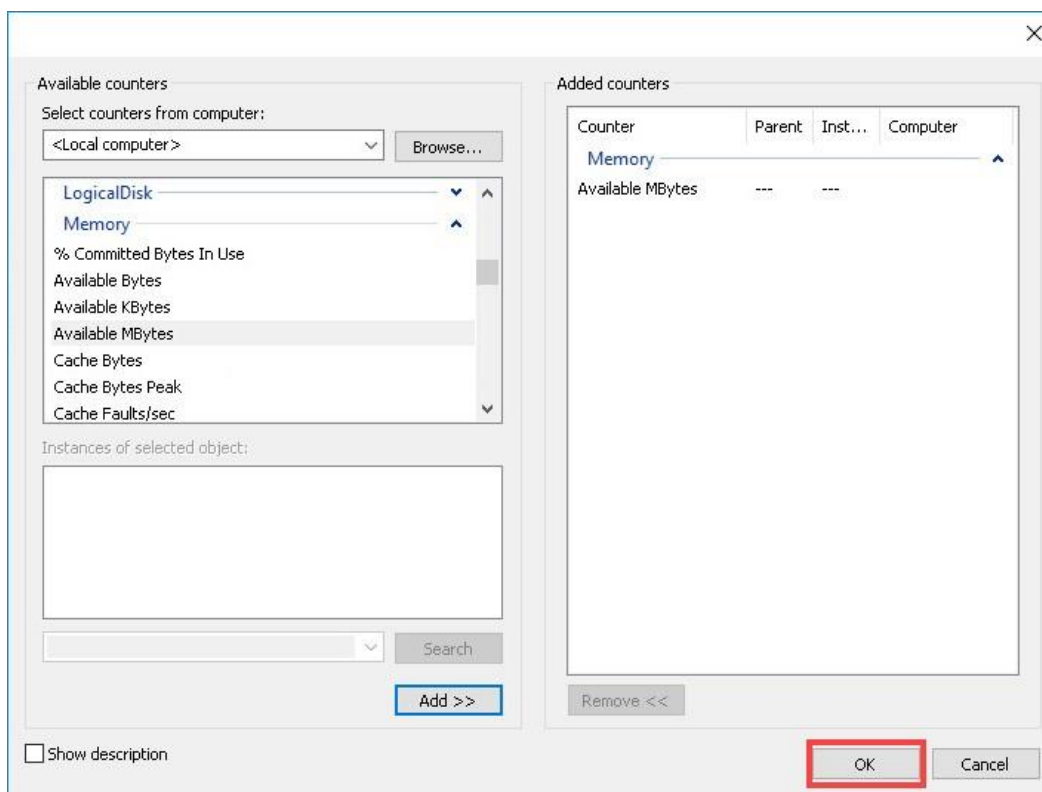 Available counters
Select counters from computer:
<Local computer>
Browse...
LogicalDisk
Memory
% Committed Bytes In Use
Available Bytes
Available KBytes
Available MBytes
Cache Bytes
Cache Bytes Peak
Cache Faults/sec
Instances of selected object:
Search
Add >>
Show description
Added counters
Counter Parent Inst... Computer
Memory
Available MBytes --- ---
Remove <<
OK Cancel